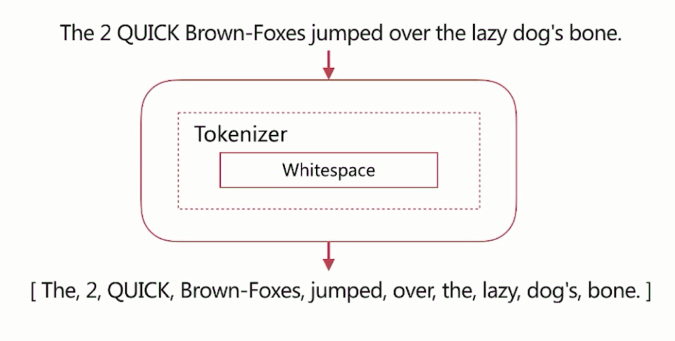 The 2 QUICK Brown-Foxes jumped over the lazy dog's bone.
Tokenizer
Whitespace
[ The, 2, QUICK, Brown-Foxes, jumped, over, the, lazy, dog's, bone. ]